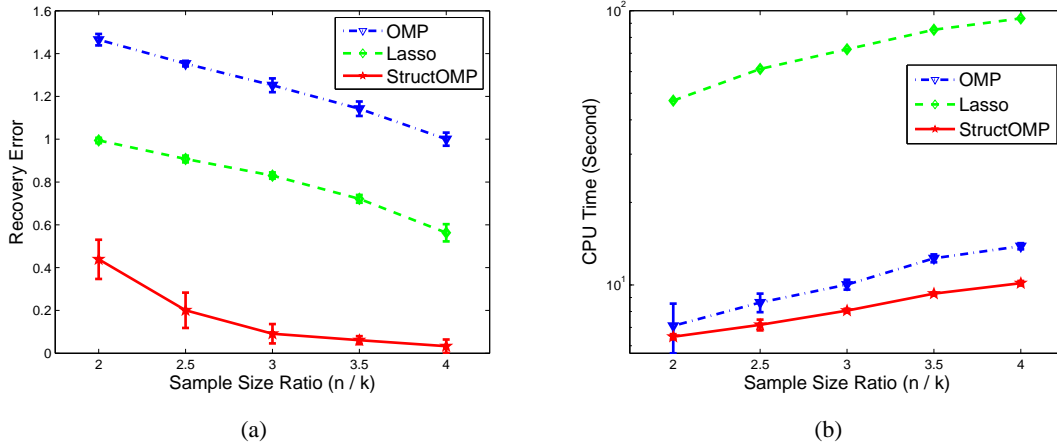 1.6
1.4
1.2
1
0.8
0.6
0.4
0.2
0
Recovery Error
2
2.5
3
3.5
4
Sample Size Ratio (n / k)
OMP
Lasso
StructOMP
(a)
10^2
10^1
CPU Time (Second)
2
2.5
3
3.5
4
Sample Size Ratio (n / k)
OMP
Lasso
StructOMP
(b)